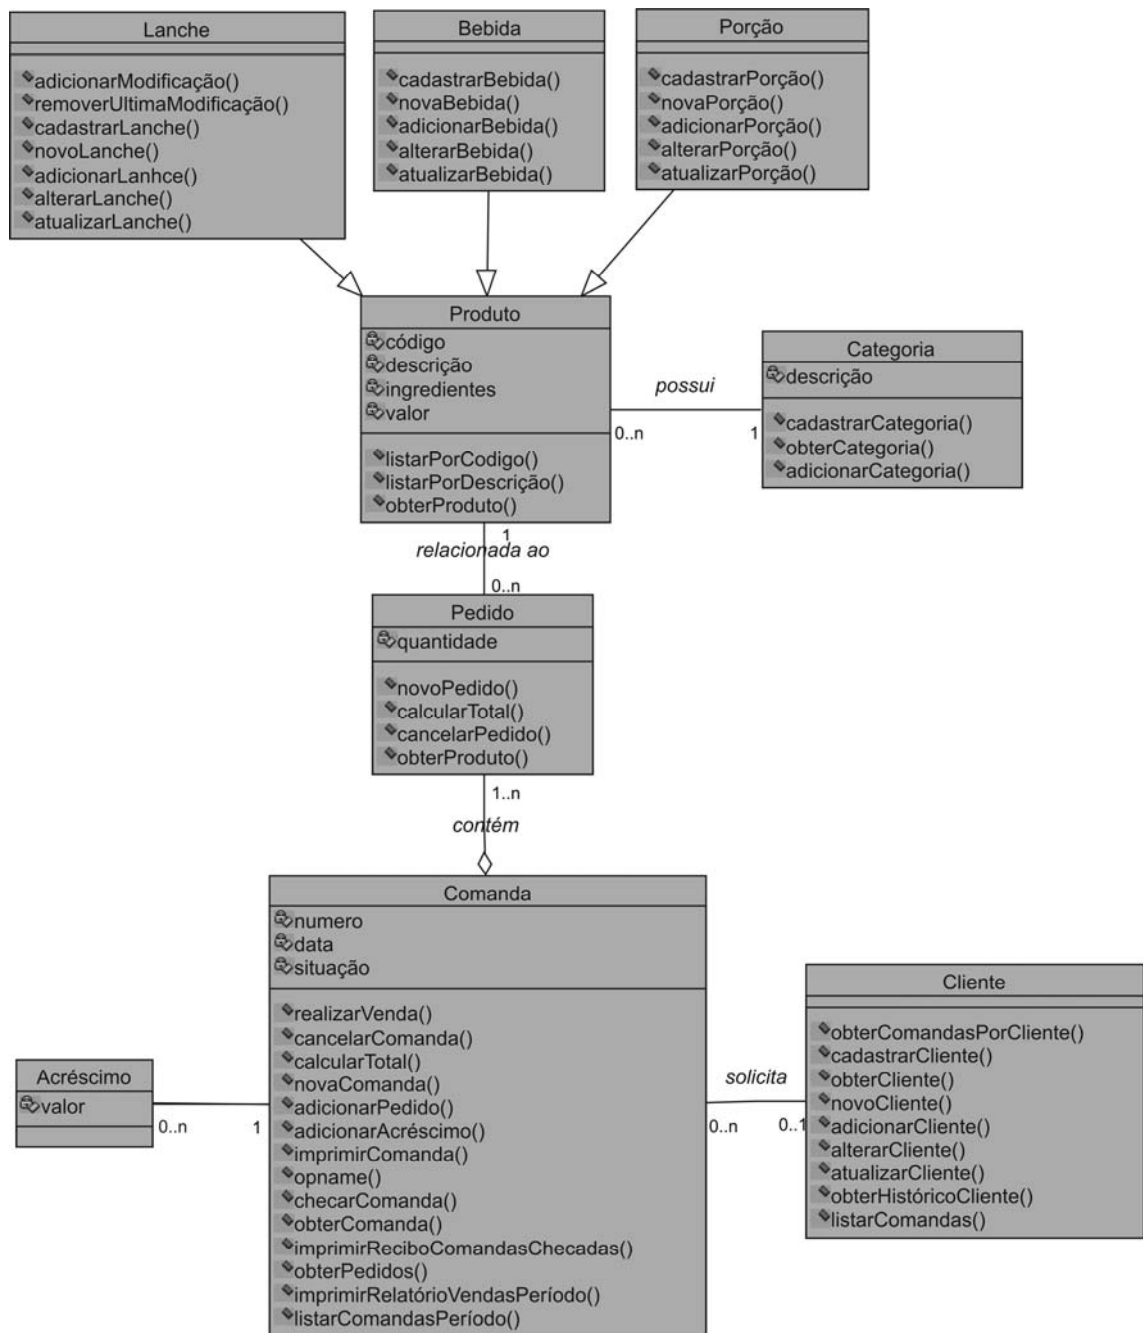 Lanche
adicionarModificação()
removerUltimaModificação()
cadastrarLanche()
novoLanche()
adicionarLanhce()
alterarLanche()
atualizarLanche()
Bebida
cadastrarBebida()
novaBebida()
adicionarBebida()
alterarBebida()
atualizarBebida()
Porção
cadastrarPorção()
novaPorção()
adicionarPorção()
alterarPorção()
atualizarPorção()
Produto
código
descrição
ingredientes
valor
listarPorCodigo()
listarPorDescrição()
obterProduto()
possui
0..n
1
Categoria
descrição
cadastrarCategoria()
obterCategoria()
adicionarCategoria()
1
relacionada ao
0..n
Pedido
quantidade
novoPedido()
calcularTotal()
cancelarPedido()
obterProduto()
1..n
contém
Comanda
numero
data
situação
realizarVenda()
cancelarComanda()
calcularTotal()
novaComanda()
adicionarPedido()
adicionarAcréscimo()
imprimirComanda()
opname()
checarComanda()
obterComanda()
imprimirReciboComandasChecadas()
obterPedidos()
imprimirRelatórioVendasPeríodo()
listarComandasPeríodo()
Acréscimo
valor
0..n
1
solicita
0..n
0..1
Cliente
obterComandasPorCliente()
cadastrarCliente()
obterCliente()
novoCliente()
adicionarCliente()
alterarCliente()
atualizarCliente()
obterHistóricoCliente()
listarComandas()